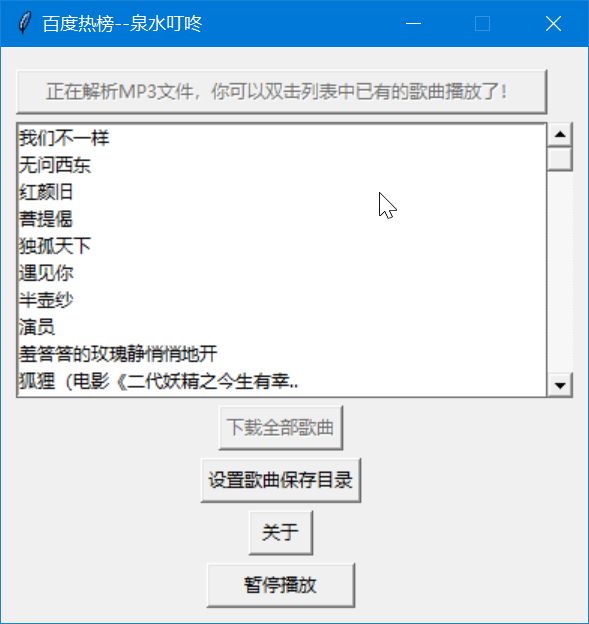 百度热榜--泉水叮咚
正在解析MP3文件，你可以双击列表中已有的歌曲播放了!
我们不一样
无问西东
红颜旧
菩提偈
独孤天下
遇见你
半壶纱
演员
羞答答的玫瑰静悄悄地开
狐狸（电影《二代妖精之今生有幸..
下载全部歌曲
设置歌曲保存目录
关于
暂停播放